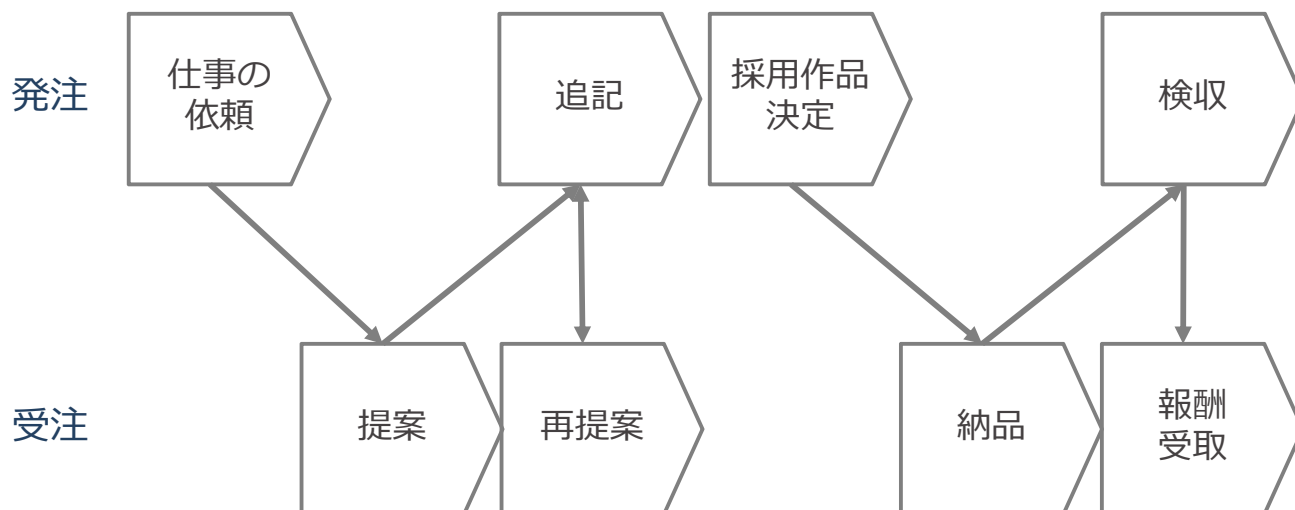 発注
仕事の
依頼
追記
採用作品
決定
検収
受注
提案
再提案
納品
報酬
受取